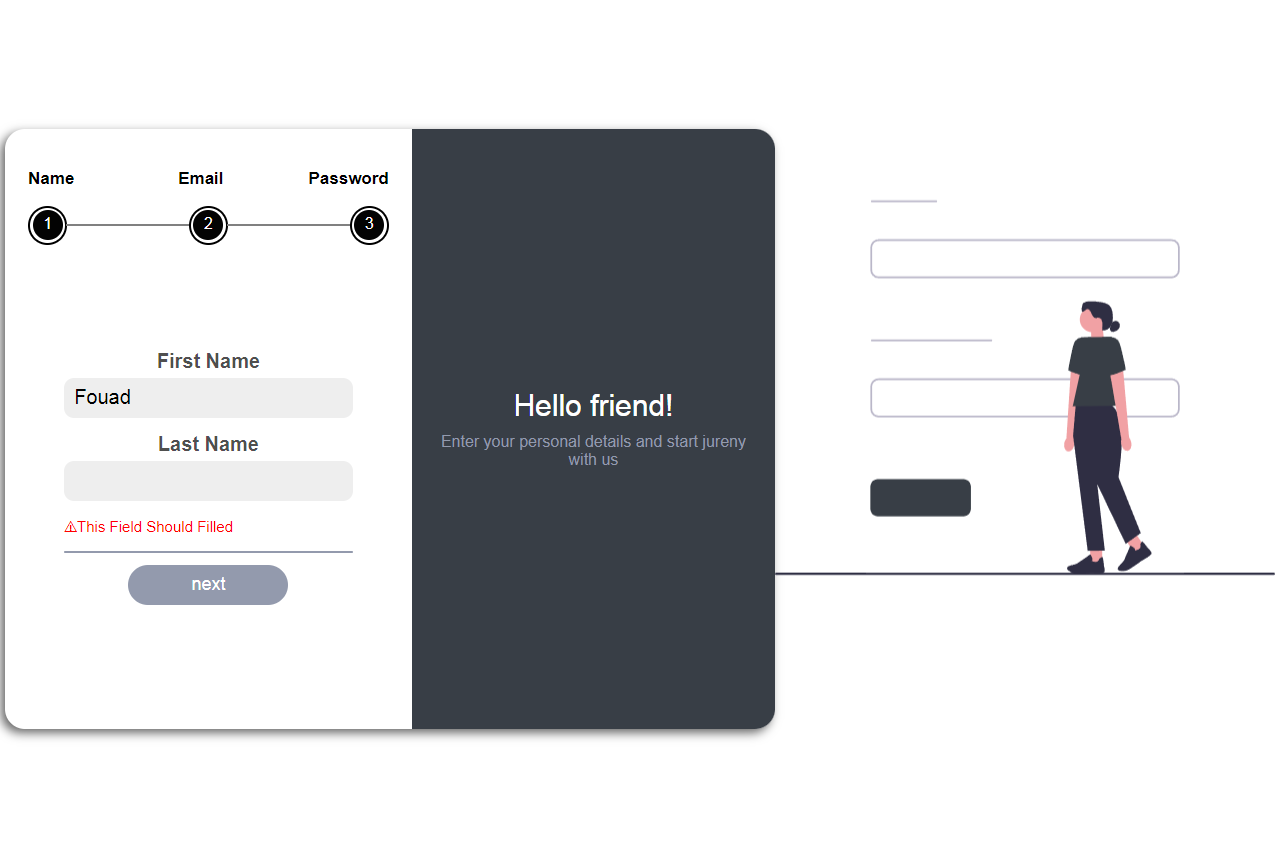 Name Email Password
1 2 3
First Name
Fouad
Last Name
⚠This Field Should Filled
next
Hello friend!
Enter your personal details and start jureny
with us